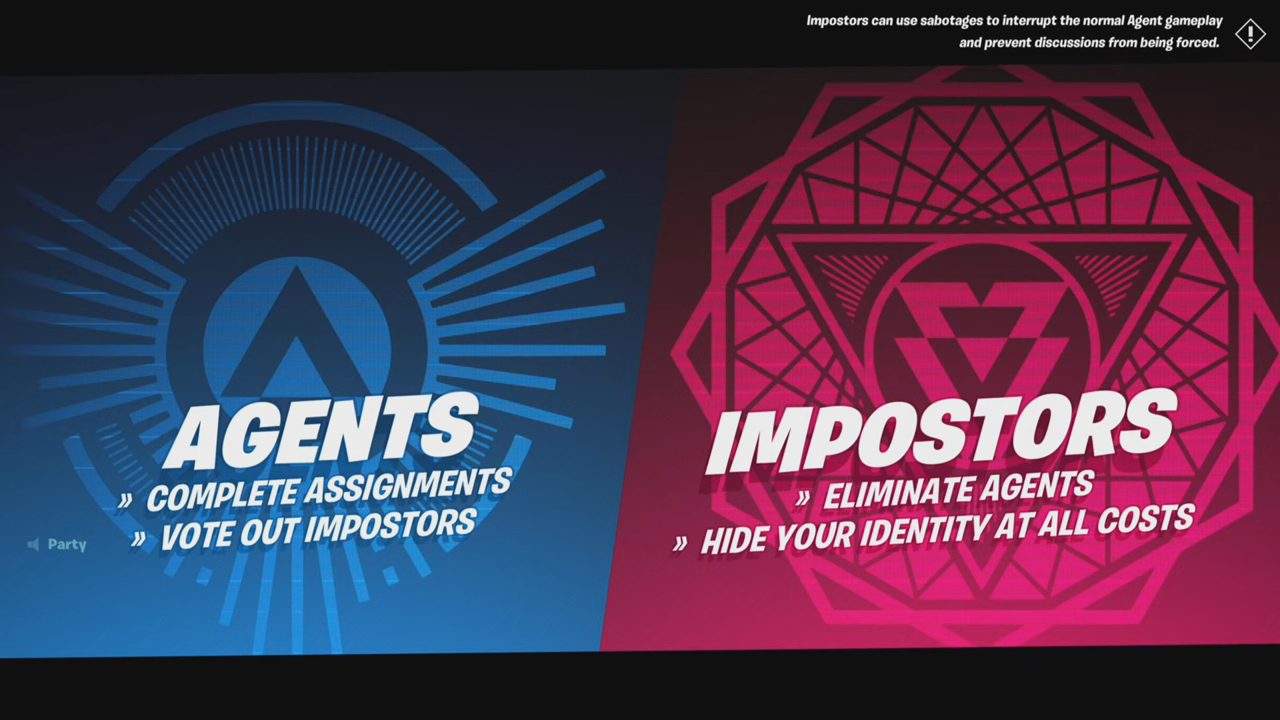 Impostors can use sabotages to interrupt the normal Agent gameplay
and prevent discussions from being forced.
AGENTS
» COMPLETE ASSIGNMENTS
» VOTE OUT IMPOSTORS
IMPOSTORS
» ELIMINATE AGENTS
» HIDE YOUR IDENTITY AT ALL COSTS
Party